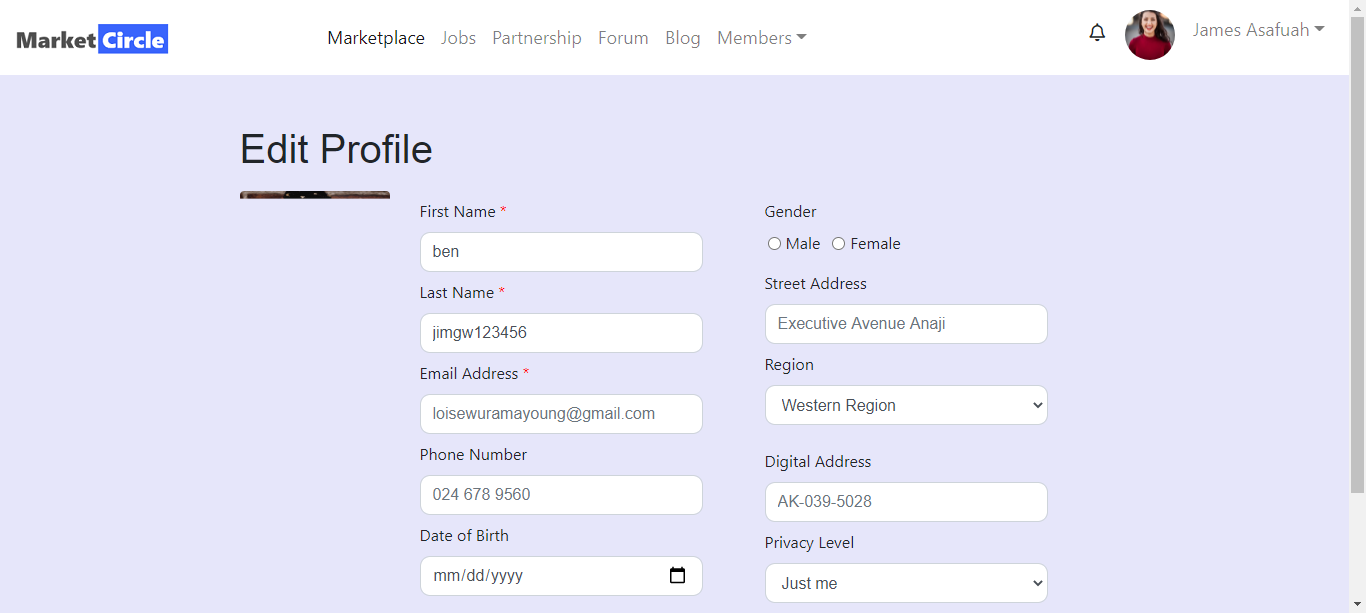 Market Circle
Marketplace Jobs Partnership Forum Blog Members
James Asafuah
Edit Profile
First Name *
ben
Last Name *
jimgw123456
Email Address *
loisewuramayoung@gmail.com
Phone Number
024 678 9560
Date of Birth
mm/dd/yyyy
Gender
Male Female
Street Address
Executive Avenue Anaji
Region
Western Region
Digital Address
AK-039-5028
Privacy Level
Just me